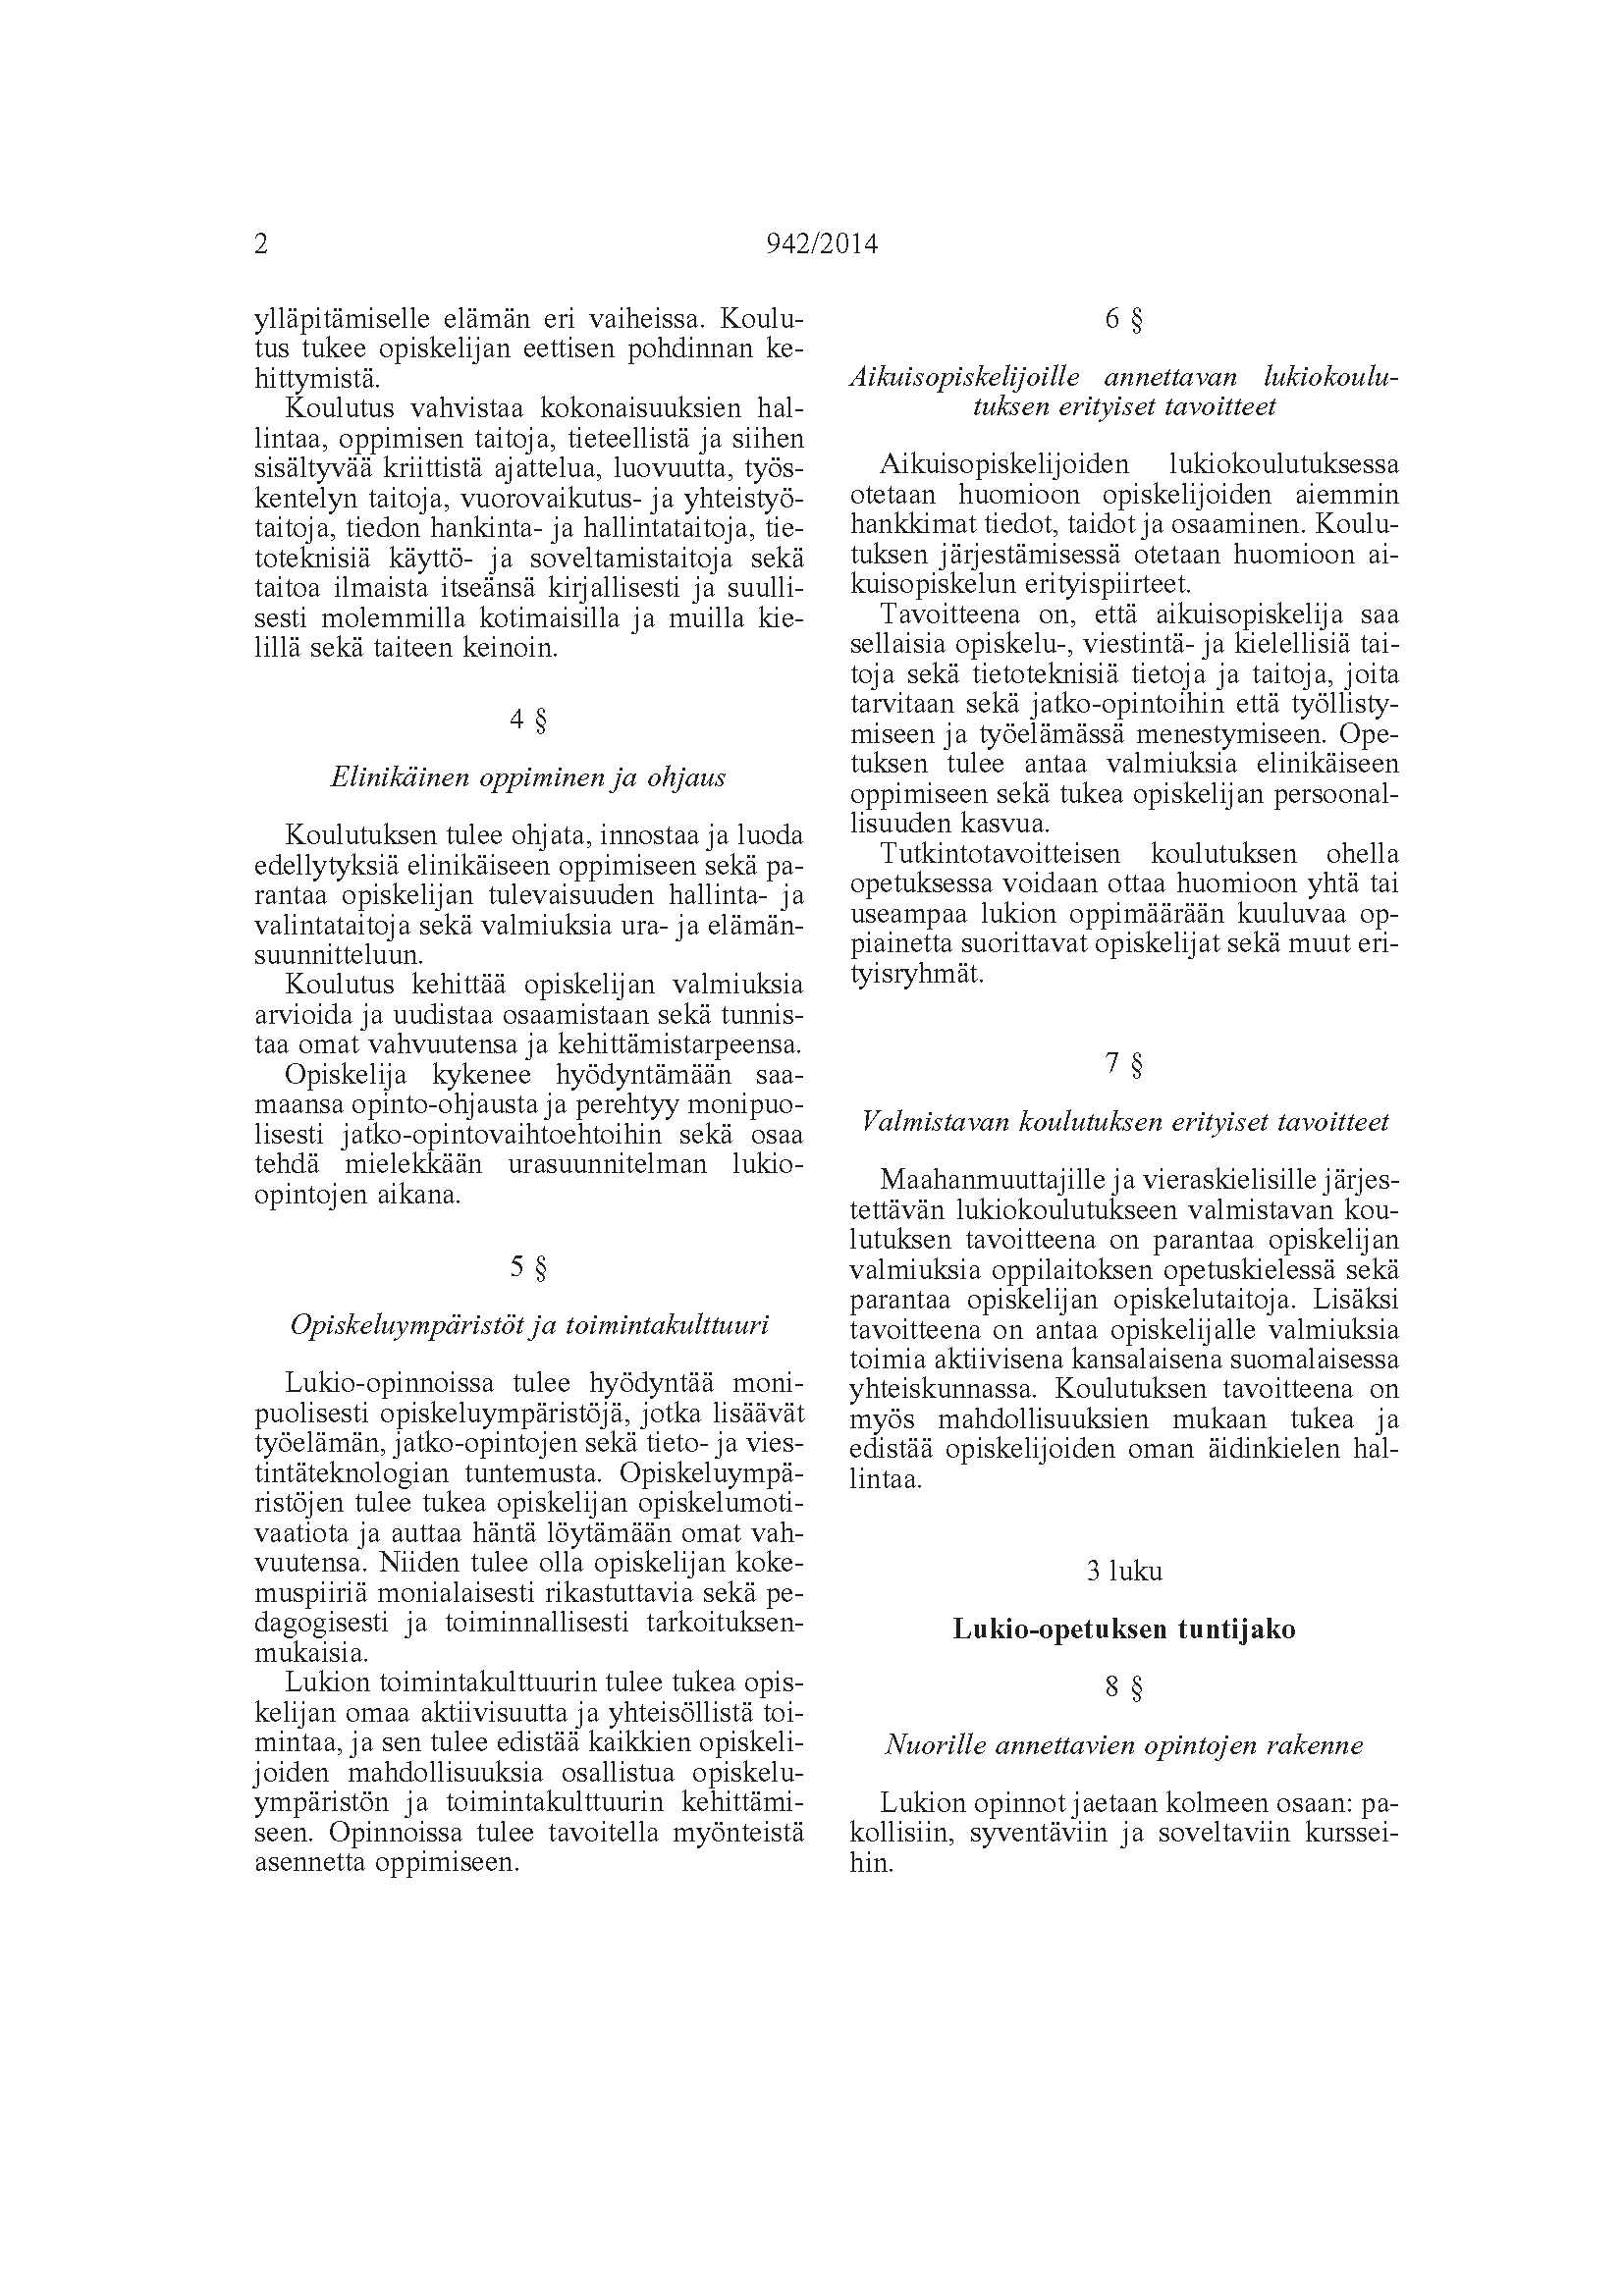 2
942/2014
ylläpitämiselle elämän eri vaiheissa. Koulu-
tus tukee opiskelijan eettisen pohdinnan ke-
hittymistä.
Koulutus vahvistaa kokonaisuuksien hal-
lintaa, oppimisen taitoja, tieteellistä ja siihen
sisältyvää kriittistä ajattelua, luovuutta, työs-
kentelyn taitoja, vuorovaikutus- ja yhteistyö-
taitoja, tiedon hankinta- ja hallintataitoja, tie-
toteknisiä käyttö- ja soveltamistaitoja sekä
taitoa ilmaista itseänsä kirjallisesti ja suulli-
sesti molemmilla kotimaisilla ja muilla kie-
lillä sekä taiteen keinoin.
4 §
Elinikäinen oppiminen ja ohjaus
Koulutuksen tulee ohjata, innostaa ja luoda
edellytyksiä elinikäiseen oppimiseen sekä pa-
rantaa opiskelijan tulevaisuuden hallinta- ja
valintataitoja sekä valmiuksia ura- ja elämän-
suunnitteluun.
Koulutus kehittää opiskelijan valmiuksia
arvioida ja uudistaa osaamistaan sekä tunnis-
taa omat vahvuutensa ja kehittämistarpeensa.
Opiskelija kykenee hyödyntämään saa-
maansa opinto-ohjausta ja perehtyy monipuo-
lisesti jatko-opintovaihtoehtoihin sekä osaa
tehdä mielekkään urasuunnitelman lukio-
opintojen aikana.
5 §
Opiskeluympäristöt ja toimintakulttuuri
Lukio-opinnoissa tulee hyödyntää moni-
puolisesti opiskeluympäristöjä, jotka lisäävät
työelämän, jatko-opintojen sekä tieto- ja vies-
tintäteknologian tuntemusta. Opiskeluympä-
ristöjen tulee tukea opiskelijan opiskelumoti-
vaatiota ja auttaa häntä löytämään omat vah-
vuutensa. Niiden tulee olla opiskelijan koke-
muspiiriä monialaisesti rikastuttavia sekä pe-
dagogisesti ja toiminnallisesti tarkoituksen-
mukaisia.
Lukion toimintakulttuurin tulee tukea opis-
kelijan omaa aktiivisuutta ja yhteisöllistä toi-
mintaa, ja sen tulee edistää kaikkien opiskeli-
joiden mahdollisuuksia osallistua opiskelu-
ympäristön ja toimintakulttuurin kehittämi-
seen. Opinnoissa tulee tavoitella myönteistä
asennetta oppimiseen.
6 §
Aikuisopiskelijoille annettavan lukiokoulu-
tuksen erityiset tavoitteet
Aikuisopiskelijoiden lukiokoulutuksessa
otetaan huomioon opiskelijoiden aiemmin
hankkimat tiedot, taidot ja osaaminen. Koulu-
tuksen järjestämisessä otetaan huomioon ai-
kuisopiskelun erityispiirteet.
Tavoitteena on, että aikuisopiskelija saa
sellaisia opiskelu-, viestintä- ja kielellisiä tai-
toja sekä tietoteknisiä tietoja ja taitoja, joita
tarvitaan sekä jatko-opintoihin että työllisty-
miseen ja työelämässä menestymiseen. Ope-
tuksen tulee antaa valmiuksia elinikäiseen
oppimiseen sekä tukea opiskelijan persoonal-
lisuuden kasvua.
Tutkintotavoitteisen koulutuksen ohella
opetuksessa voidaan ottaa huomioon yhtä tai
useampaa lukion oppimäärään kuuluvaa op-
piainetta suorittavat opiskelijat sekä muut eri-
tyisryhmät.
7 §
Valmistavan koulutuksen erityiset tavoitteet
Maahanmuuttajille ja vieraskielisille järjes-
tettävän lukiokoulutukseen valmistavan kou-
lutuksen tavoitteena on parantaa opiskelijan
valmiuksia oppilaitoksen opetuskielessä sekä
parantaa opiskelijan opiskelutaitoja. Lisäksi
tavoitteena on antaa opiskelijalle valmiuksia
toimia aktiivisena kansalaisena suomalaisessa
yhteiskunnassa. Koulutuksen tavoitteena on
myös mahdollisuuksien mukaan tukea ja
edistää opiskelijoiden oman äidinkielen hal-
lintaa.
3 luku
Lukio-opetuksen tuntijako
8 §
Nuorille annettavien opintojen rakenne
Lukion opinnot jaetaan kolmeen osaan: pa-
kollisiin, syventäviin ja soveltaviin kurssei-
hin.